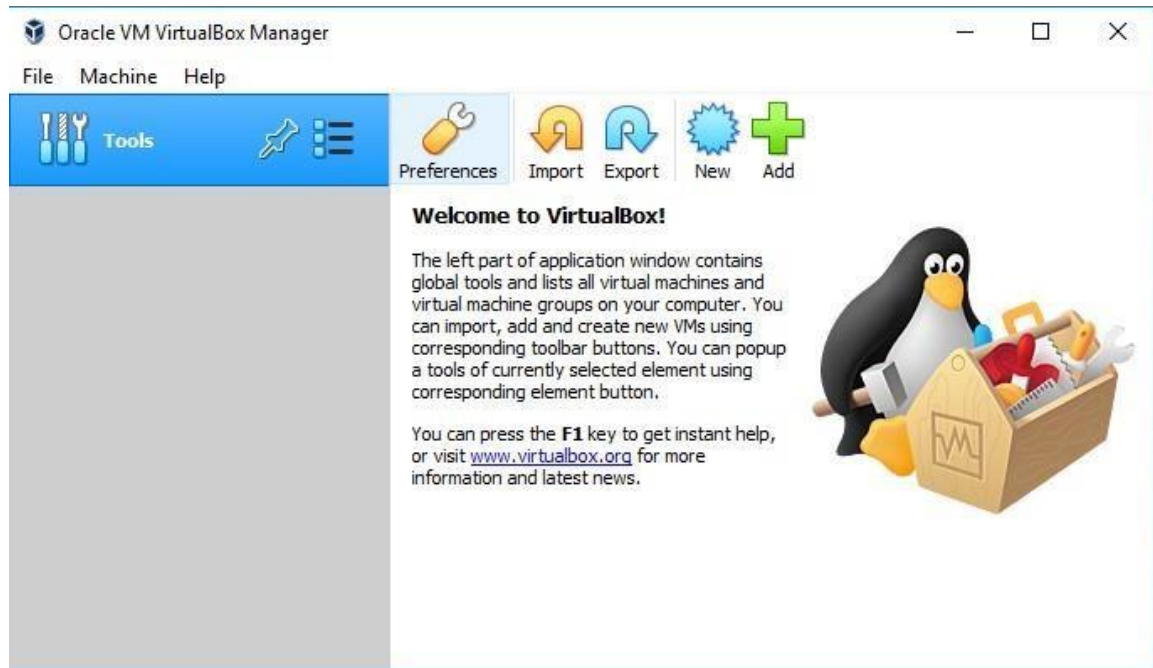 Oracle VM VirtualBox Manager
File Machine Help
Tools
Preferences Import Export New Add
Welcome to VirtualBox!
The left part of application window contains
global tools and lists all virtual machines and
virtual machine groups on your computer. You
can import, add and create new VMs using
corresponding toolbar buttons. You can popup
a tools of currently selected element using
corresponding element button.
You can press the F1 key to get instant help,
or visit www.virtualbox.org for more
information and latest news.